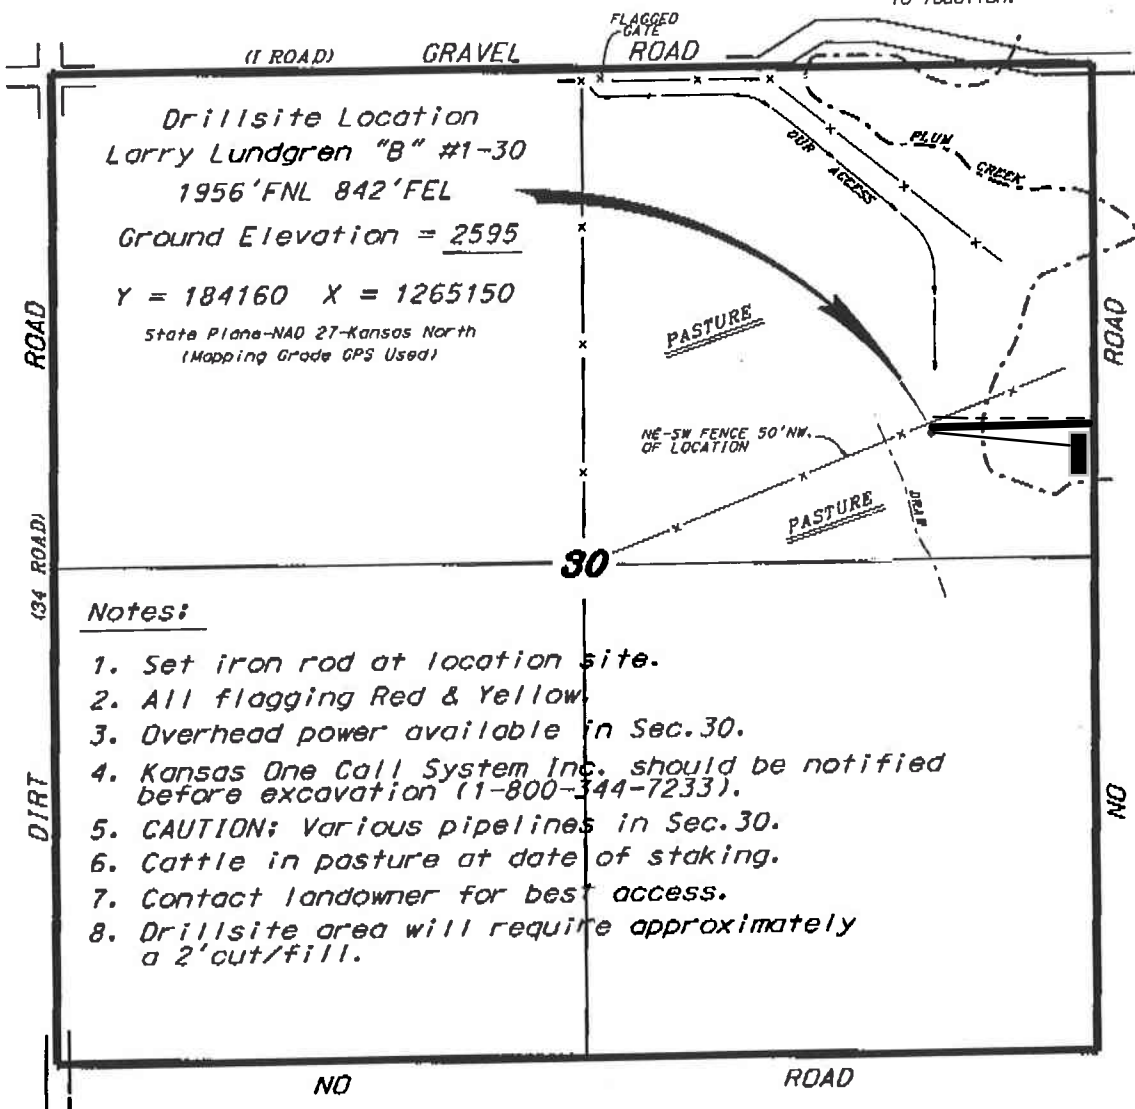 TO location.
FLAGGED
GATE
(I ROAD) GRAVEL ROAD
Drillsite Location
Larry Lundgren "B" #1-30
1956'FNL 842'FEL
Ground Elevation = 2595
Y = 184160 X = 1265150
State Plane-NAD 27-Kansas North
(Mapping Grade GPS Used)
OUR
ACCESS
PLUM
CREEK
ROAD
ROAD
PASTURE
NE-SW FENCE 50'NW.
OF LOCATION
PASTURE
DRAW
30
(34 ROAD)
Notes:
1. Set iron rod at location site.
2. All flagging Red & Yellow.
3. Overhead power available in Sec.30.
4. Kansas One Call System Inc. should be notified
before excavation (1-800-344-7233).
5. CAUTION: Various pipelines in Sec.30.
6. Cattle in pasture at date of staking.
7. Contact landowner for best access.
8. Drillsite area will require approximately
a 2'cut/fill.
DIRT
NO
NO ROAD